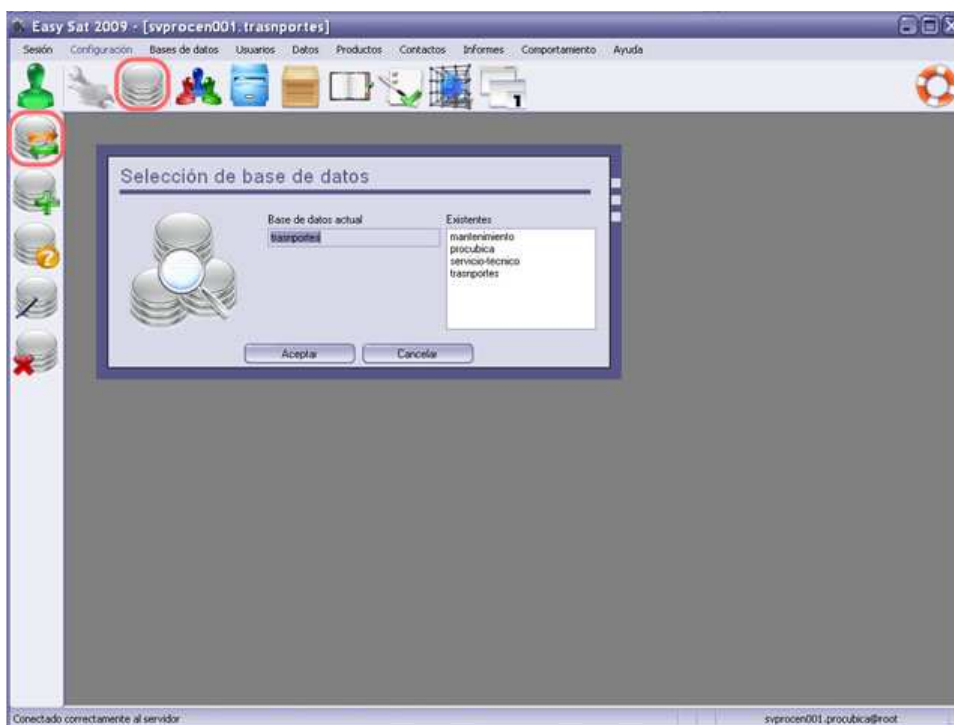 Easy Sat 2009 - [svprocen001.trasnportes]
Sesión Configuración Bases de datos Usuarios Datos Productos Contactos Informes Comportamiento Ayuda
1
Selección de base de datos
Base de datos actual
trasnportes
Existentes
mantenimiento
procubica
servicio-tecnico
trasnportes
Aceptar Cancelar
Conectado correctamente al servidor
svprocen001.procubica@root